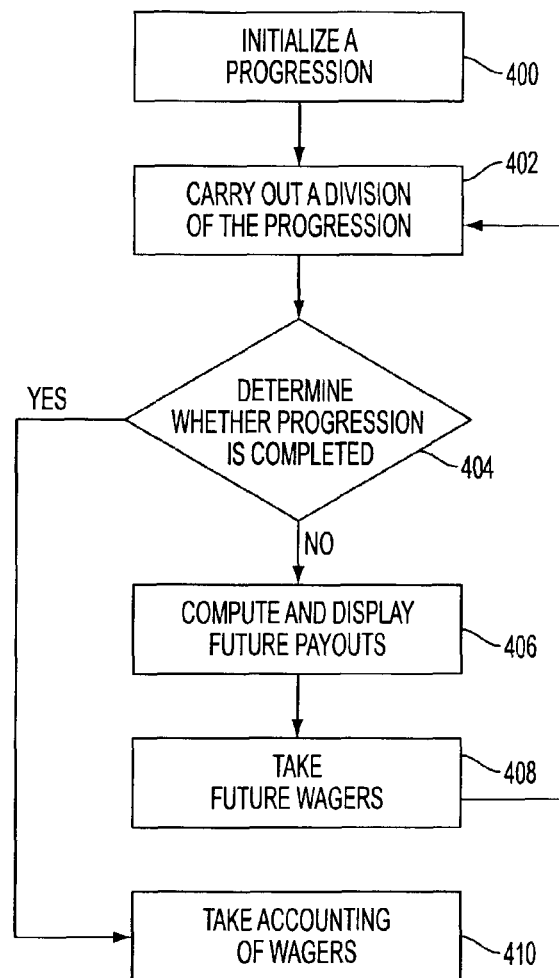 INITIALIZE A
PROGRESSION
400
402
CARRY OUT A DIVISION
OF THE PROGRESSION
YES
DETERMINE
WHETHER PROGRESSION
IS COMPLETED
404
NO
COMPUTE AND DISPLAY
FUTURE PAYOUTS
406
TAKE
FUTURE WAGERS
408
TAKE ACCOUNTING
OF WAGERS
410